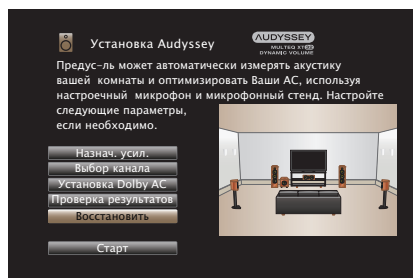 Установка Audyssey
AUDYSSEY
MULTEQ XT32
DYNAMIC VOLUME
Предус-ль может автоматически измерять акустику
вашей комнаты и оптимизировать Ваши АС, используя
настроечный микрофон и микрофонный стенд. Настройте
следующие параметры,
если необходимо.
Назнач. усил.
Выбор канала
Установка Dolby АС
Проверка результатов
Восстановить
Старт